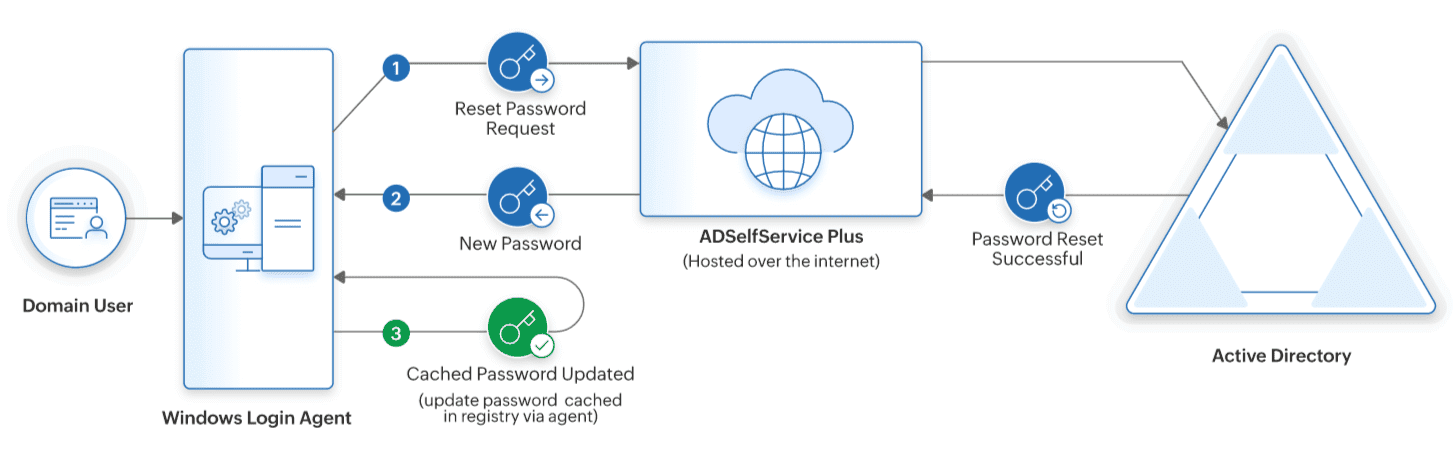 1
Reset Password
Request
2
New Password
ADSelfService Plus
(Hosted over the internet)
Password Reset
Successful
Domain User
3
Cached Password Updated
(update password cached
in registry via agent)
Windows Login Agent
Active Directory